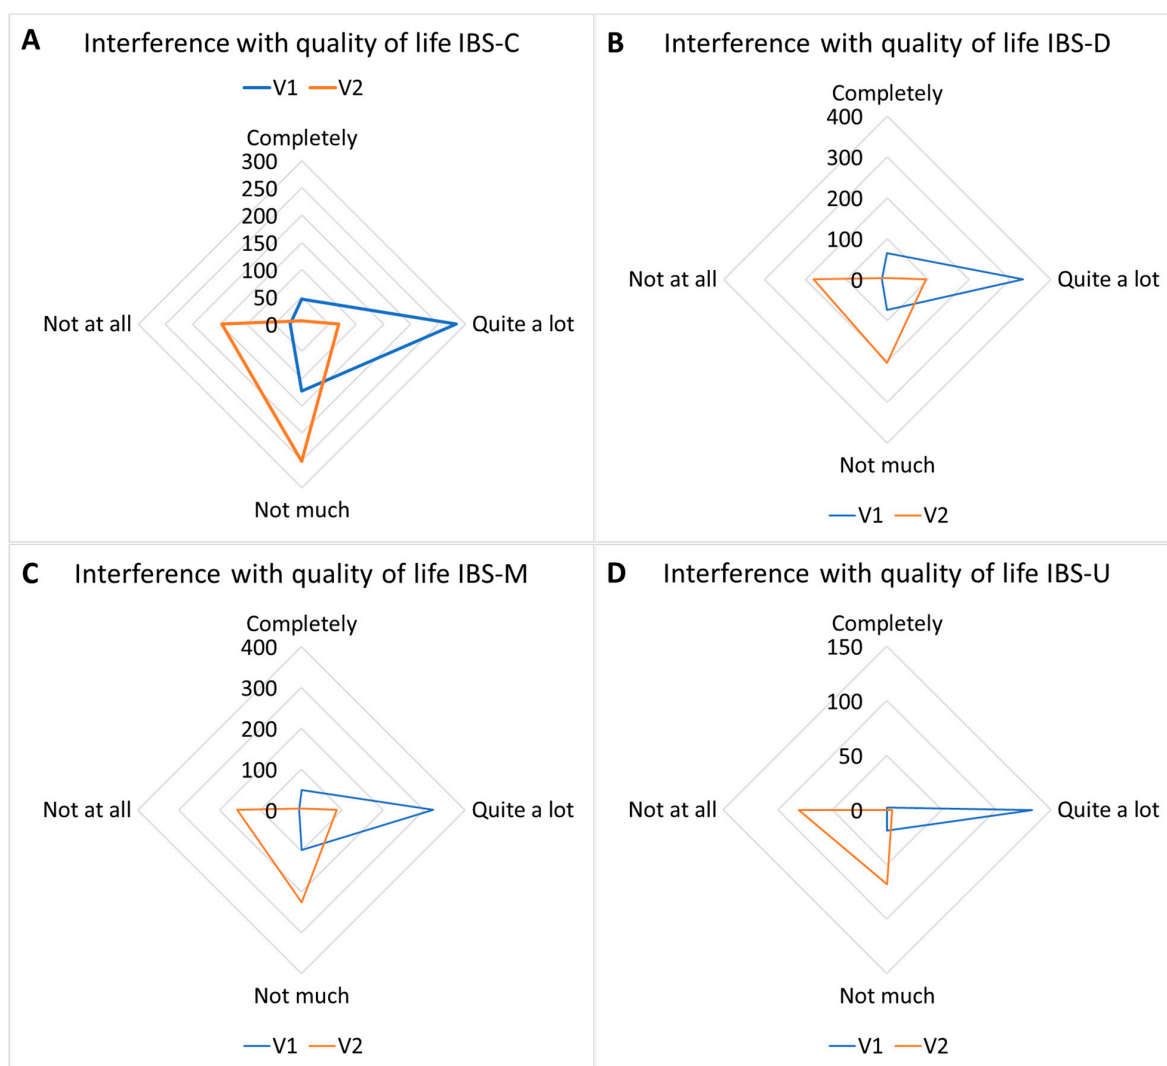 A Interference with quality of life IBS-C
V1 V2
Completely
300
250
200
150
100
50
0
Not at all
Quite a lot
Not much
B Interference with quality of life IBS-D
Completely
400
300
200
100
0
Not at all
Quite a lot
Not much
V1 V2
C Interference with quality of life IBS-M
Completely
400
300
200
100
0
Not at all
Quite a lot
Not much
V1 V2
D Interference with quality of life IBS-U
Completely
150
100
50
0
Not at all
Quite a lot
Not much
V1 V2